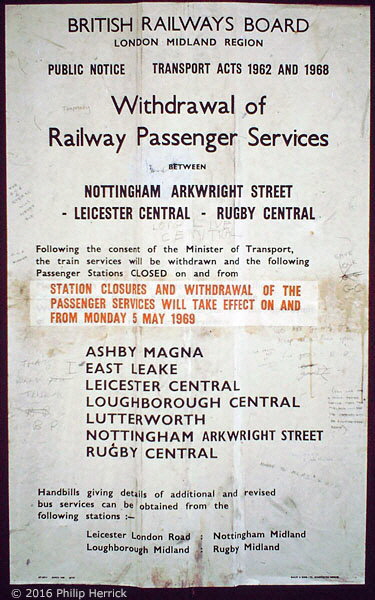 BRITISH RAILWAYS BOARD
LONDON MIDLAND REGION
PUBLIC NOTICE TRANSPORT ACTS 1962 AND 1968
Withdrawal of
Railway Passenger Services
BETWEEN
NOTTINGHAM ARKWRIGHT STREET
- LEICESTER CENTRAL - RUGBY CENTRAL
Following the consent of the Minister of Transport,
the train services will be withdrawn and the following
Passenger Stations CLOSED on and from
STATION CLOSURES AND WITHDRAWAL OF THE
PASSENGER SERVICES WILL TAKE EFFECT ON AND
FROM MONDAY 5 MAY 1969
ASHBY MAGNA
EAST LEAKE
LEICESTER CENTRAL
LOUGHBOROUGH CENTRAL
LUTTERWORTH
NOTTINGHAM ARKWRIGHT STREET
RUGBY CENTRAL
Handbills giving details of additional and revised
bus services can be obtained from the
following stations :—
Leicester London Road : Nottingham Midland
Loughborough Midland : Rugby Midland
© 2016 Philip Herrick